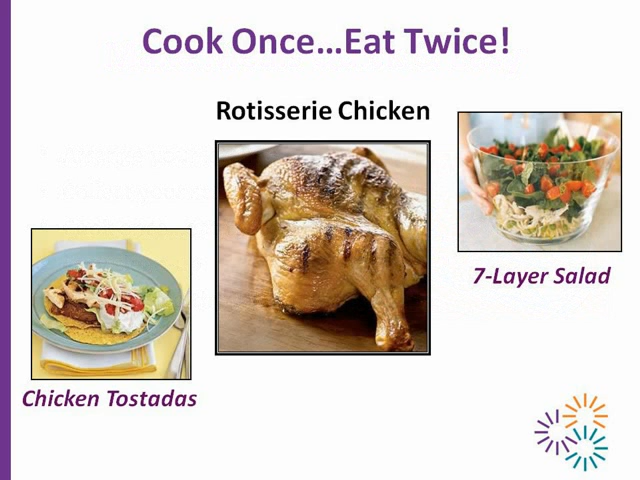 Cook Once…Eat Twice!
Rotisserie Chicken
7-Layer Salad
Chicken Tostadas